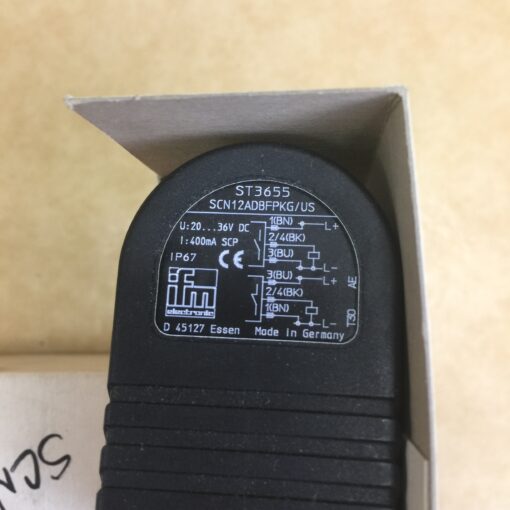 ST3655
SCN12ADBFPKG/US
U:20...36V DC
I:400mA SCP
IP67
CE
1(BN) L+
2/4(BK)
3(BU) L-
3(BU) L+
2/4(BK)
1(BN) L-
AE
T30
ifm
electronic
D 45127 Essen Made in Germany
SCN